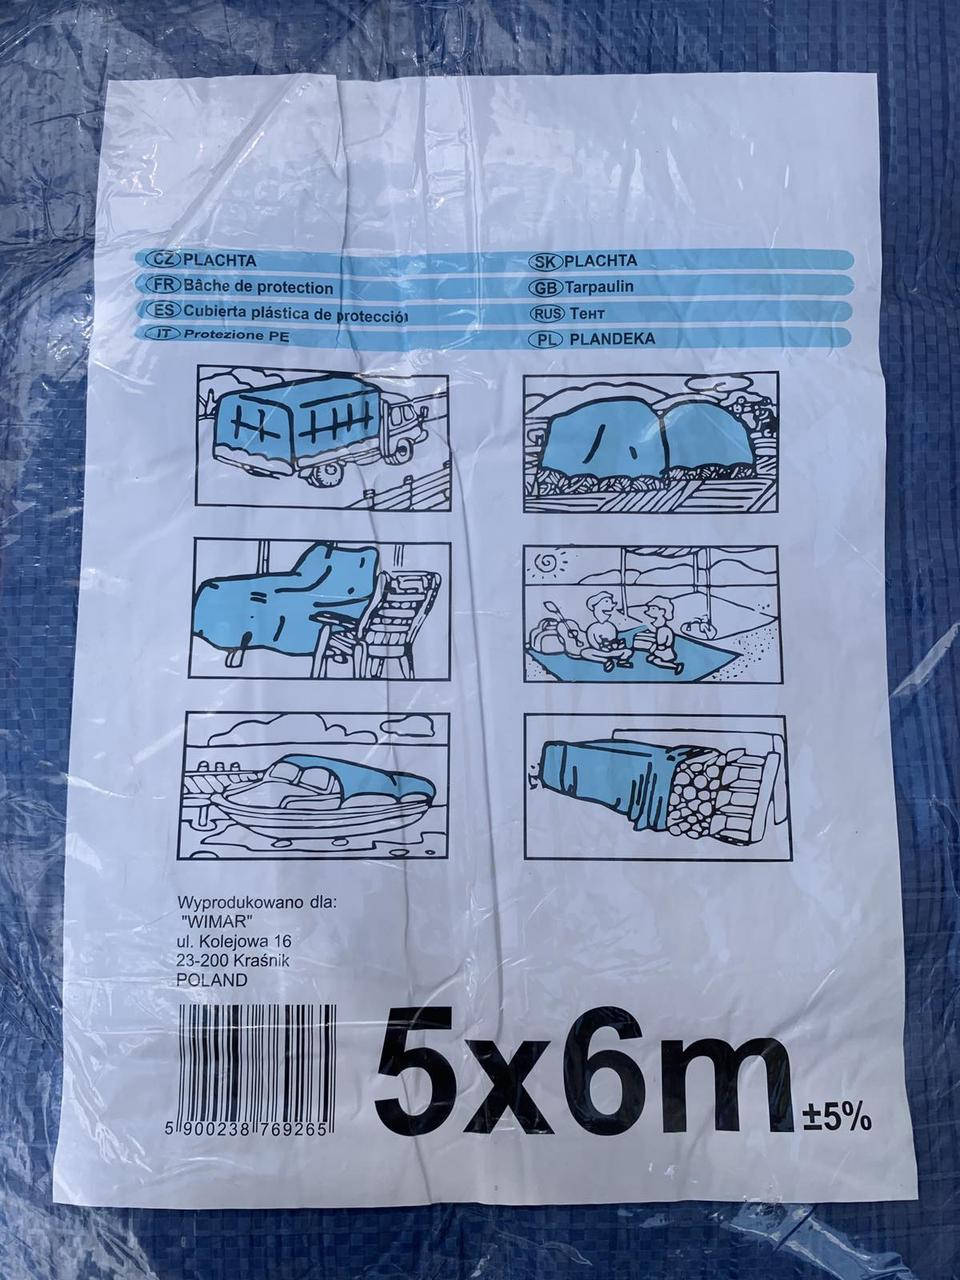 CZ PLACHTA
FR Bâche de protection
ES Cubierta plástica de protección
IT Protezione PE
SK PLACHTA
GB Tarpaulin
RUS Тент
PL PLANDEKA
Wyprodukowano dla:
"WIMAR"
ul. Kolejowa 16
23-200 Kraśnik
POLAND
5 900238 769265
5x6m ±5%